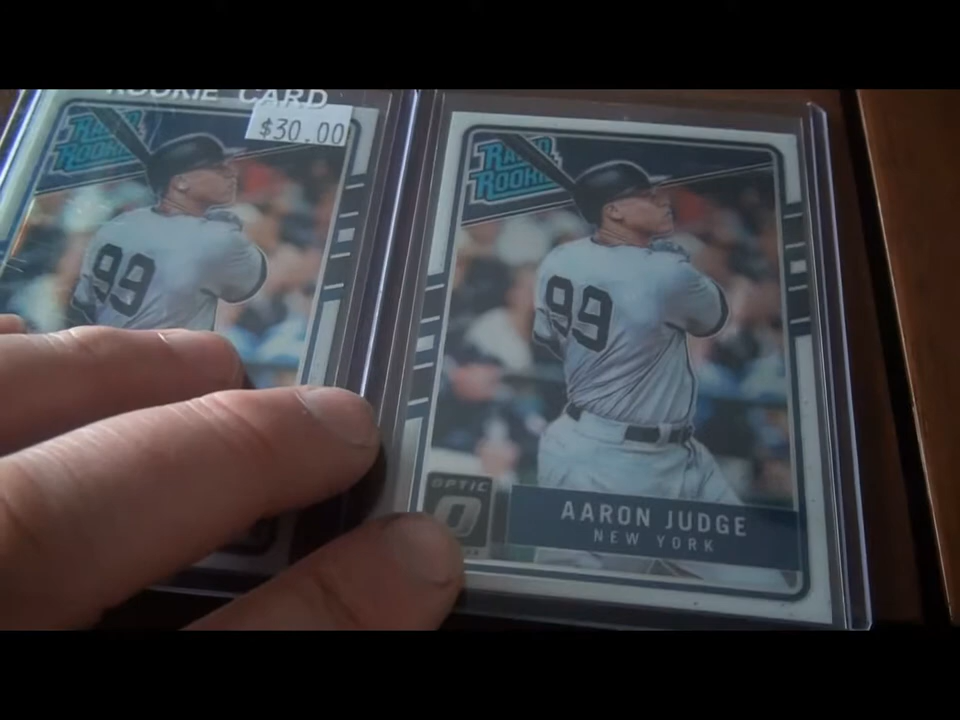 ROOKIE CARD
$30.00
RATED
ROOKIE
99
RATED
ROOKIE
99
OPTIC
AARON JUDGE
NEW YORK